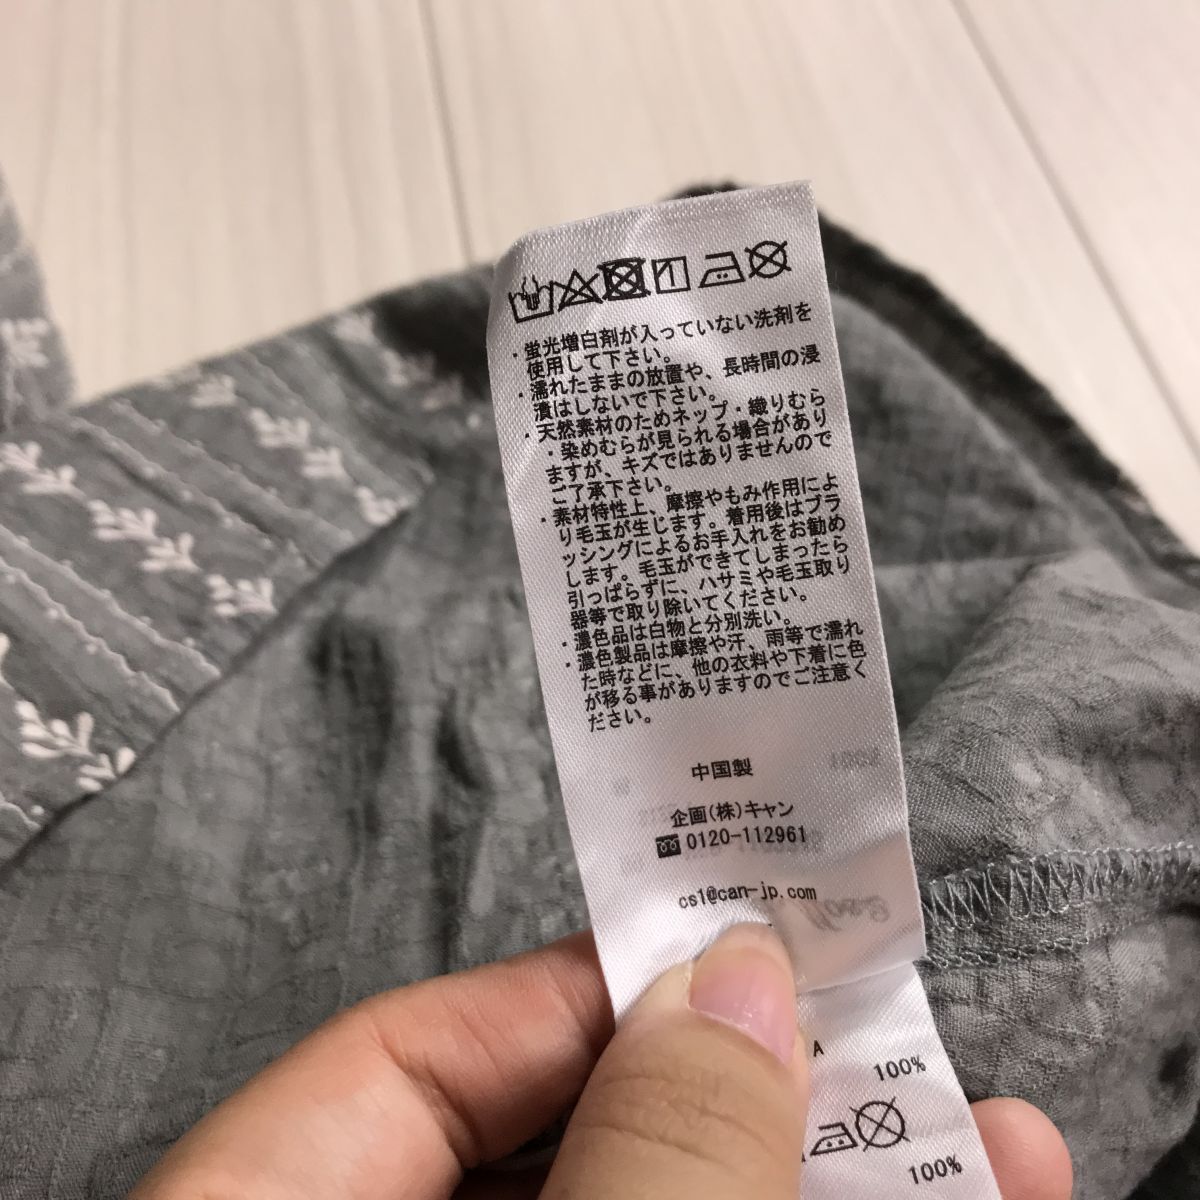 ・蛍光増白剤が入っていない洗剤を
使用して下さい。
・濡れたままの放置や、長時間の浸
漬はしないで下さい。
・天然素材のためネップ・織りむら
・染めむらが見られる場合があり
ますが、キズではありませんので
ご了承下さい。
・素材特性上、摩擦やもみ作用によ
り毛玉が生じます。着用後はブラ
ッシングによるお手入れをお勧め
します。毛玉ができてしまったら
引っぱらずに、ハサミや毛玉取り
器等で取り除いてください。
・濃色品は白物と分別洗い。
・濃色製品は摩擦や汗、雨等で濡れ
た時などに、他の衣料や下着に色
が移る事がありますのでご注意く
ださい。
中国製
企画(株)キャン
0120-112961
cs1@can-jp.com
A
100%
100%